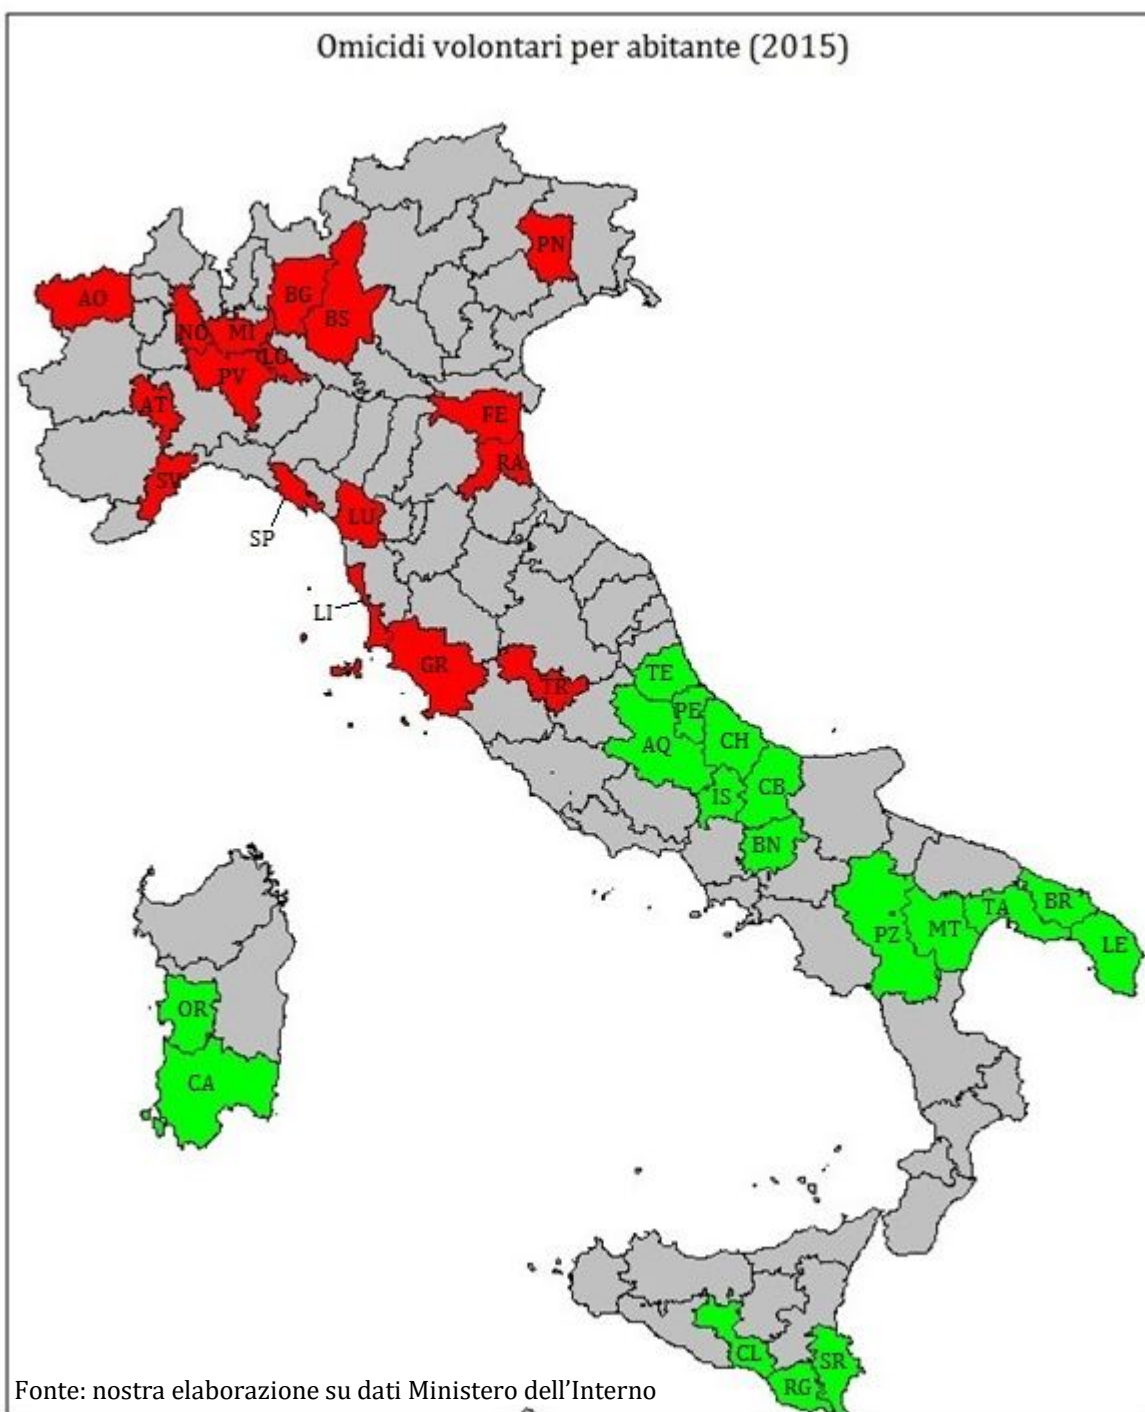 Omicidi volontari per abitante (2015)
PN
AO
BG
BS
NO
MI
LO
PV
AT
FE
RA
SV
SP
LU
LI
GR
TR
TE
PE
AQ
CH
IS
CB
BN
BR
TA
MT
PZ
LE
OR
CA
CL
SR
RG
Fonte: nostra elaborazione su dati Ministero dell’Interno